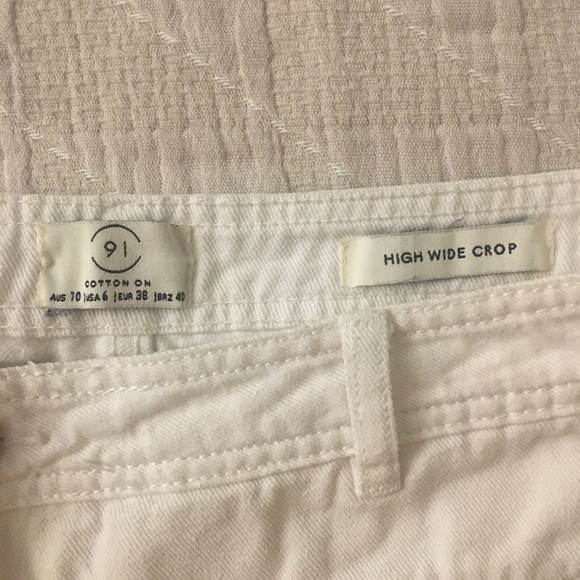 91
COTTON ON
AUS 10 |USA 6 |EUR 38 |BRZ 40
HIGH WIDE CROP